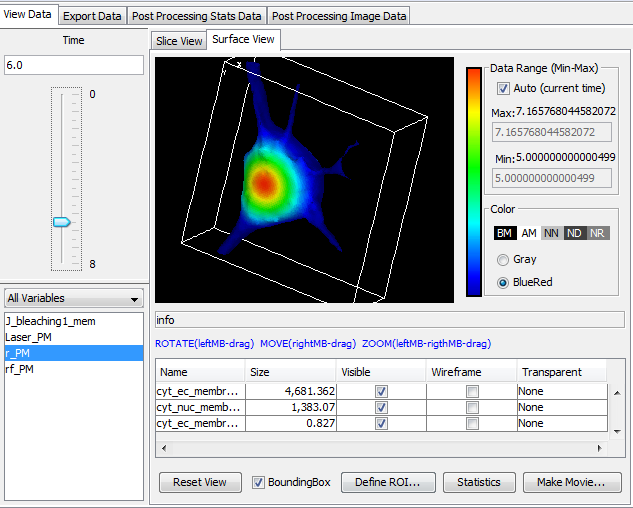 View Data Export Data Post Processing Stats Data Post Processing Image Data
Time
6.0
0
8
All Variables
J_bleaching1_mem
Laser_PM
r_PM
rf_PM
Slice View Surface View
Y X
Data Range (Min-Max)
Auto (current time)
Max:7.165768044582072
7.165768044582072
Min:5.000000000000499
5.000000000000499
Color
BM AM NN ND NR
Gray
BlueRed
info
ROTATE(leftMB-drag) MOVE(rightMB-drag) ZOOM(leftMB-rigthMB-drag)
Name Size Visible Wireframe Transparent
cyt_ec_membr... 4,681.362 None
cyt_nuc_memb... 1,383.07 None
cyt_ec_membr... 0.827 None
Reset View BoundingBox Define ROI... Statistics Make Movie...